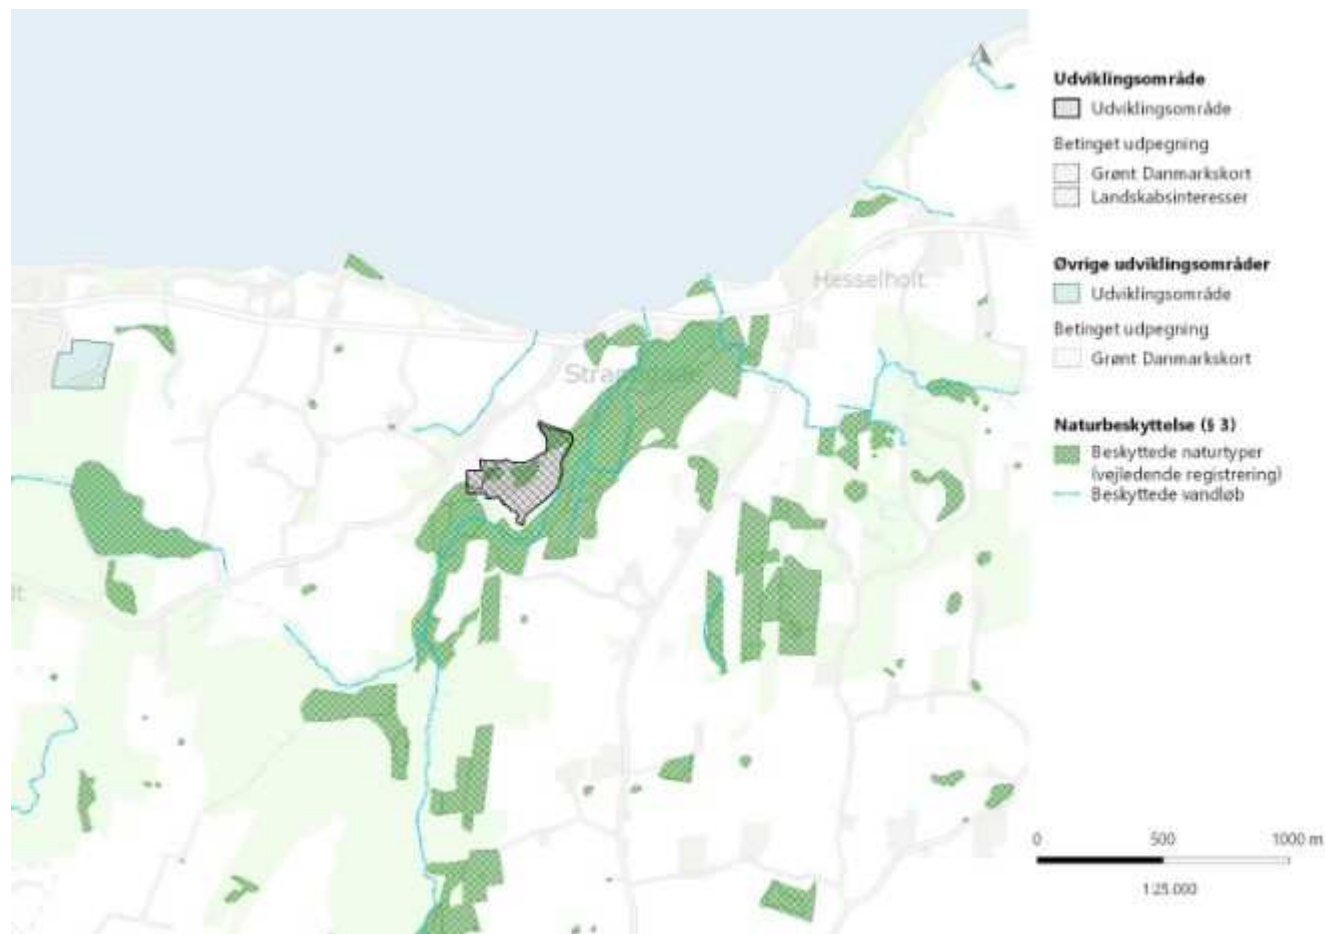 Udviklingsområde
Udviklingsområde
Betinget udpegning
Grønt Danmarkskort
Landskabsinteresser
Øvrige udviklingsområder
Udviklingsområde
Betinget udpegning
Grønt Danmarkskort
Naturbeskyttelse (§ 3)
Beskyttede naturtyper
(vejledende registrering)
Beskyttede vandløb
Hesselholt
0 500 1000 m
1:25.000